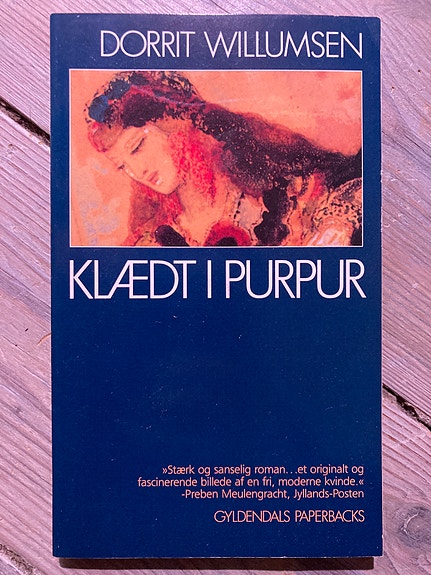 DORRIT WILLUMSEN
KLÆDT I PURPUR
»Stærk og sanselig roman...et originalt og
fascinerende billede af en fri, moderne kvinde.«
-Preben Meulengracht, Jyllands-Posten
GYLDENDALS PAPERBACKS